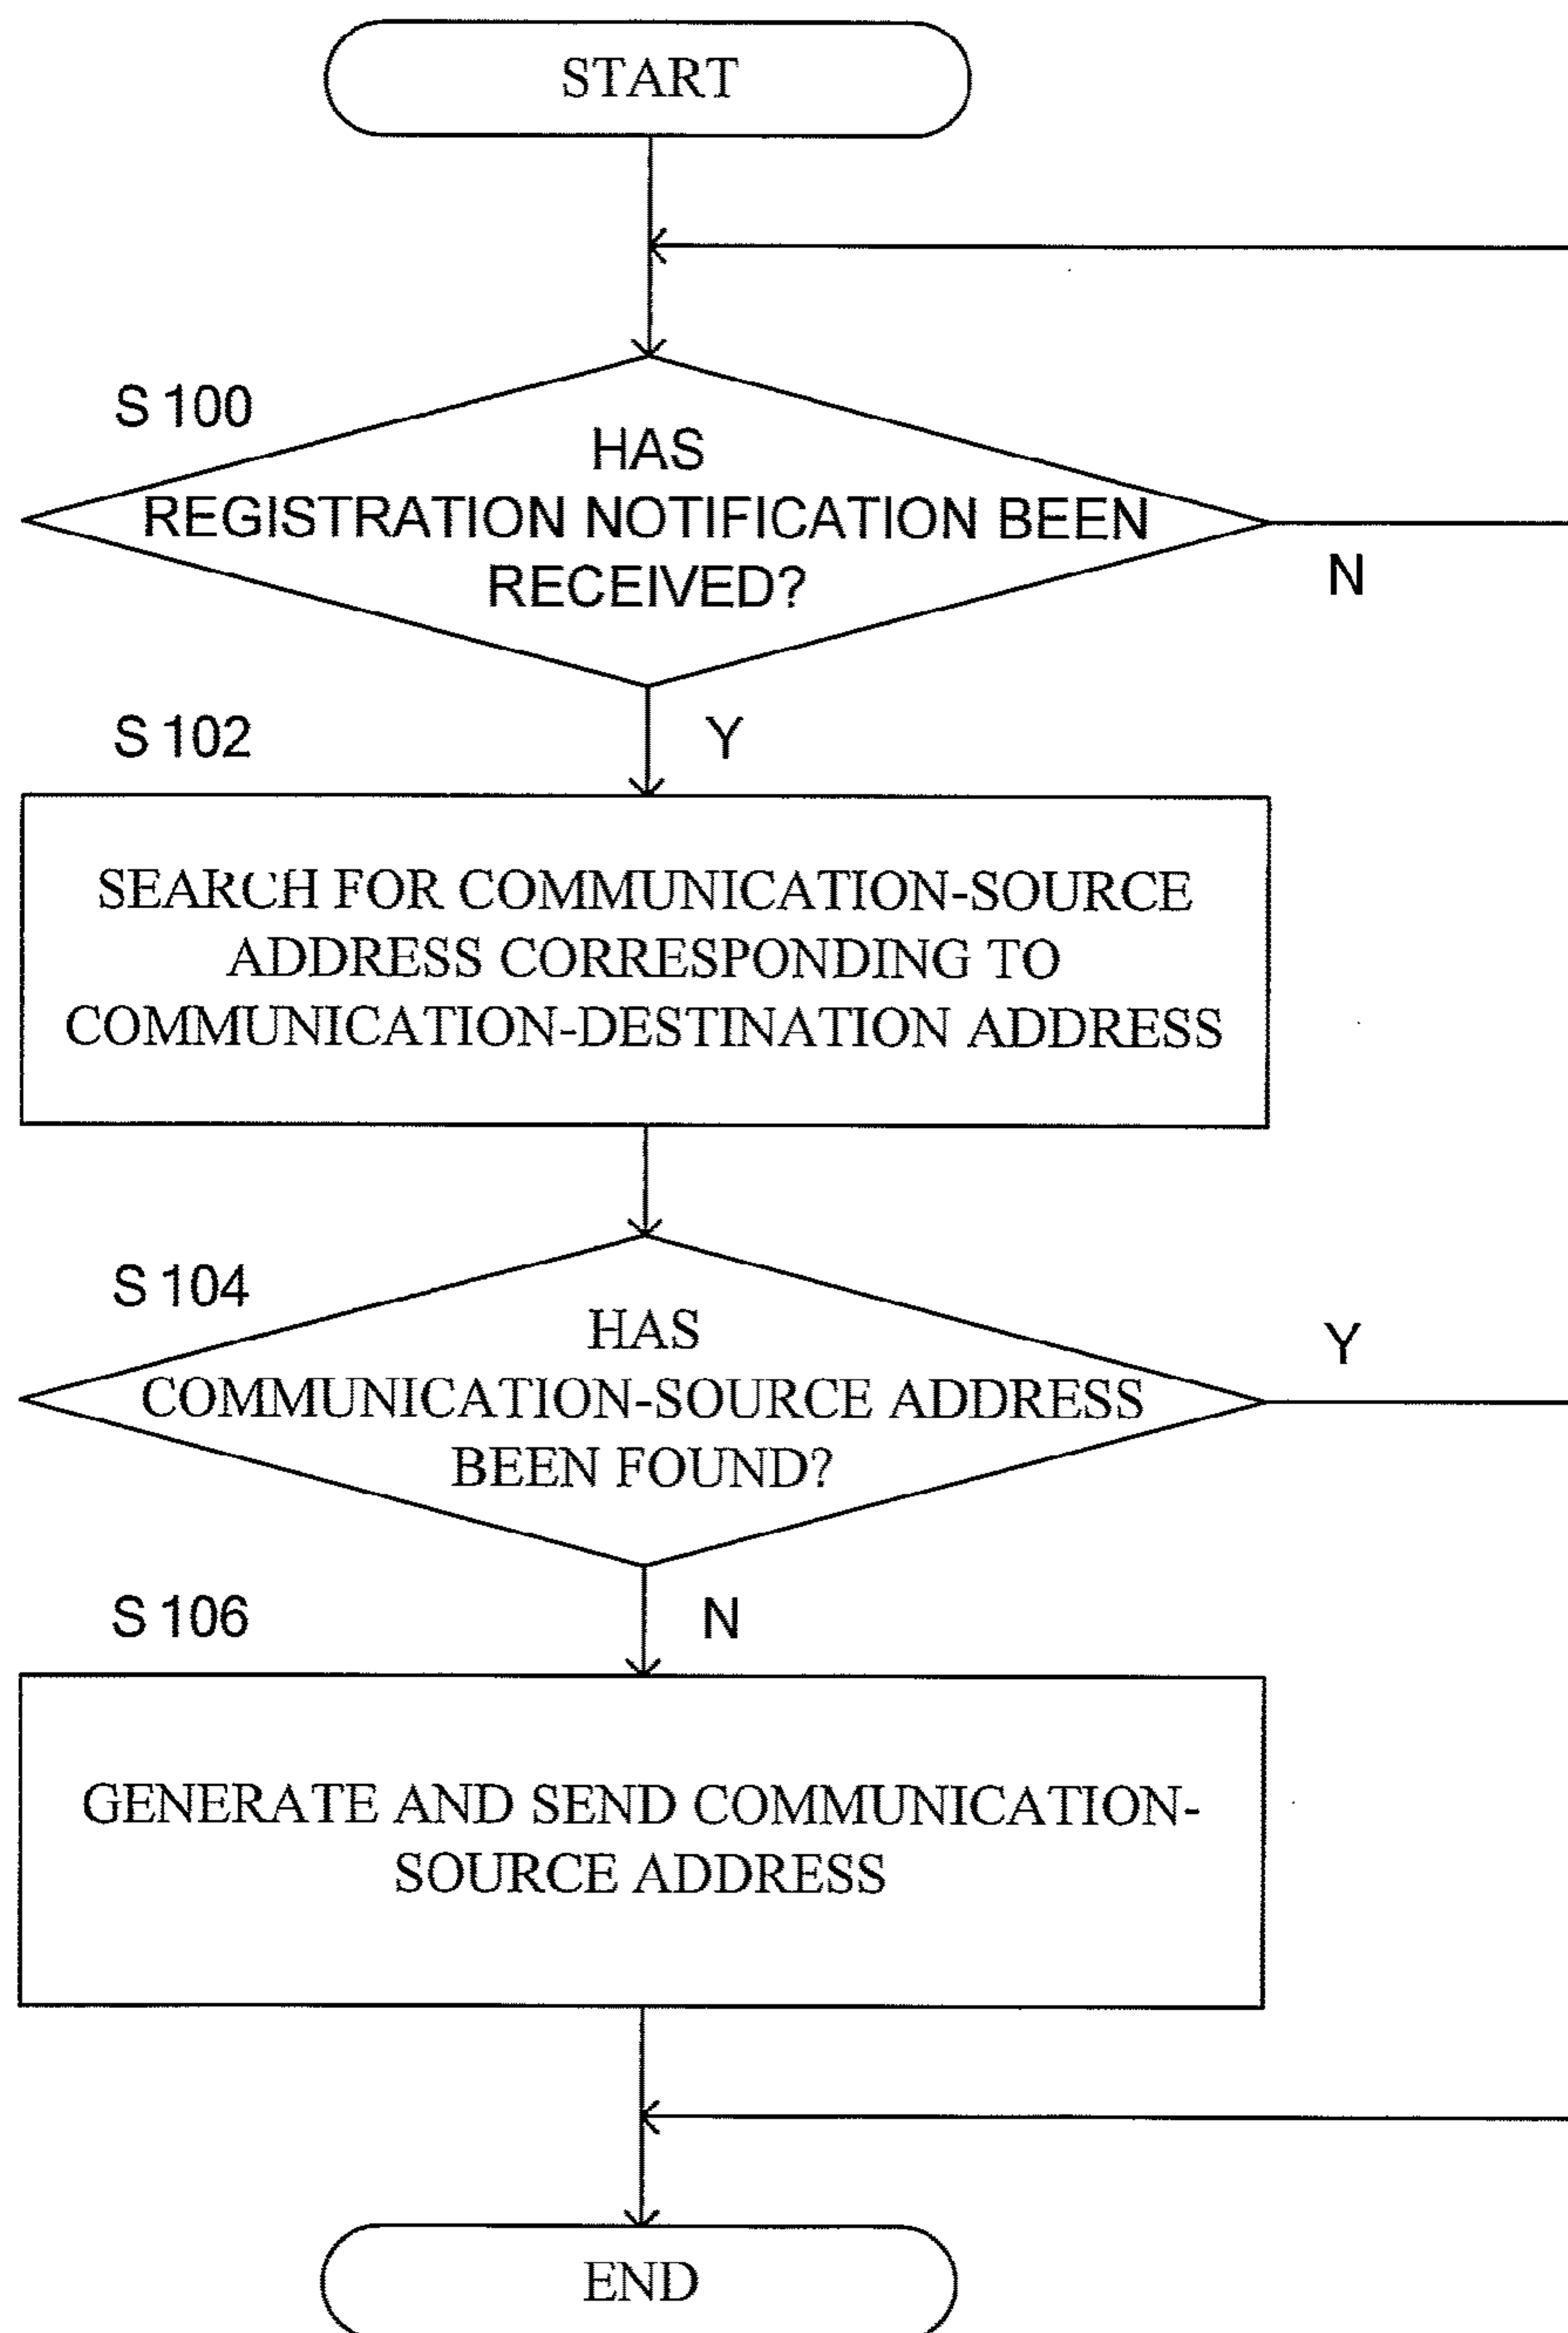 START
S 100
HAS
REGISTRATION NOTIFICATION BEEN
RECEIVED?
N
S 102
Y
SEARCH FOR COMMUNICATION-SOURCE
ADDRESS CORRESPONDING TO
COMMUNICATION-DESTINATION ADDRESS
S 104
HAS
COMMUNICATION-SOURCE ADDRESS
BEEN FOUND?
Y
S 106
N
GENERATE AND SEND COMMUNICATION-
SOURCE ADDRESS
END